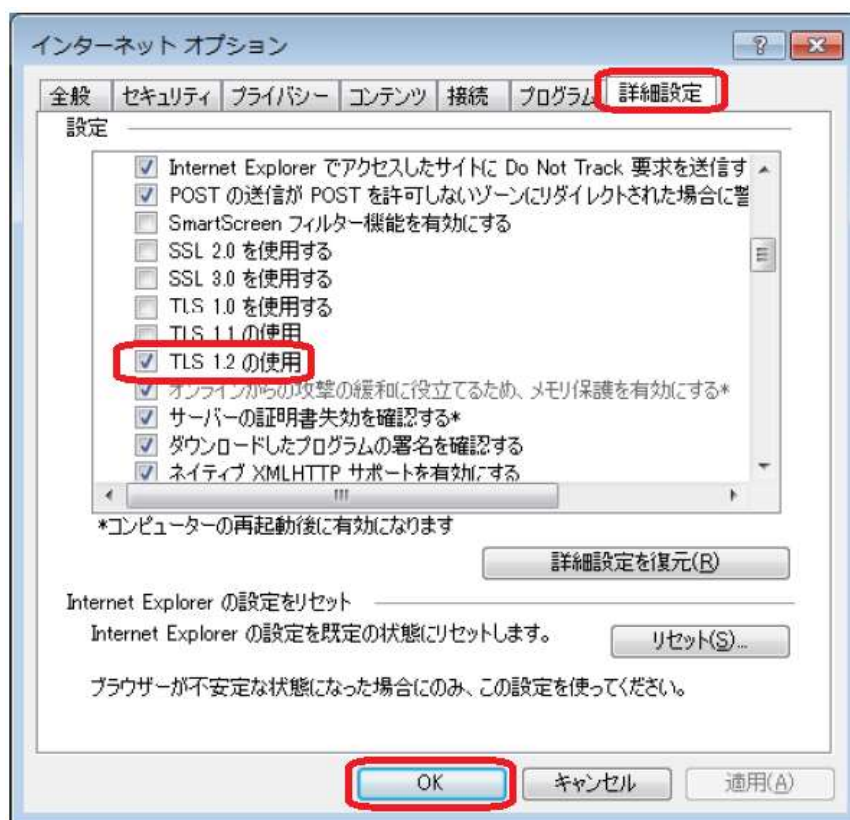 インターネット オプション
全般 セキュリティ プライバシー コンテンツ 接続 プログラム 詳細設定
設定
Internet Explorer でアクセスしたサイトに Do Not Track 要求を送信す
POST の送信が POST を許可しないゾーンにリダイレクトされた場合に警
SmartScreen フィルター機能を有効にする
SSL 2.0 を使用する
SSL 3.0 を使用する
TLS 1.0 を使用する
TLS 1.1 の使用
TLS 1.2 の使用
オンラインからの攻撃の緩和に役立てるため、メモリ保護を有効にする*
サーバーの証明書失効を確認する*
ダウンロードしたプログラムの署名を確認する
ネイティブ XMLHTTP サポートを有効にする
*コンピューターの再起動後に有効になります
詳細設定を復元(R)
Internet Explorer の設定をリセット
Internet Explorer の設定を既定の状態にリセットします。
リセット(S)...
ブラウザーが不安定な状態になった場合にのみ、この設定を使ってください。
OK キャンセル 適用(A)